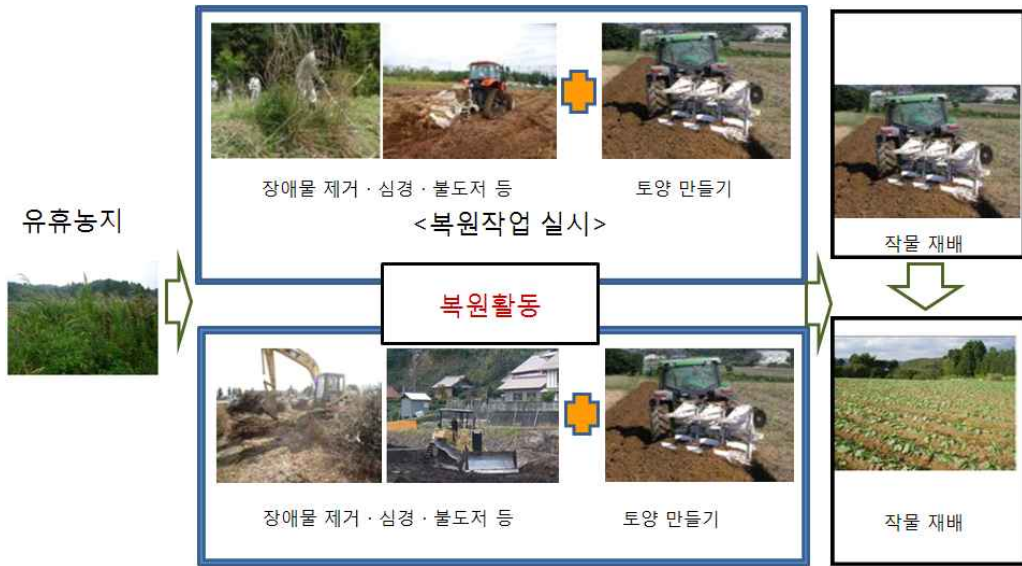 유휴농지
장애물 제거 · 심경 · 불도저 등
토양 만들기
<복원작업 실시>
복원활동
장애물 제거 · 심경 · 불도저 등
토양 만들기
작물 재배
작물 재배